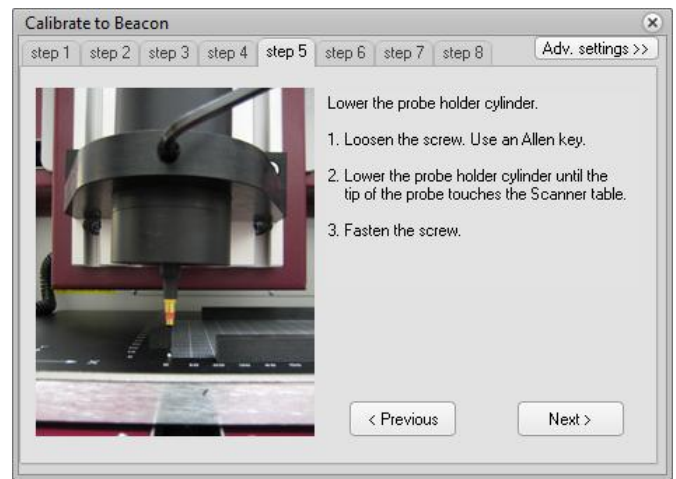 Calibrate to Beacon
step 1 step 2 step 3 step 4 step 5 step 6 step 7 step 8 Adv. settings >>
Lower the probe holder cylinder.
1. Loosen the screw. Use an Allen key.
2. Lower the probe holder cylinder until the
tip of the probe touches the Scanner table.
3. Fasten the screw.
< Previous Next >
X